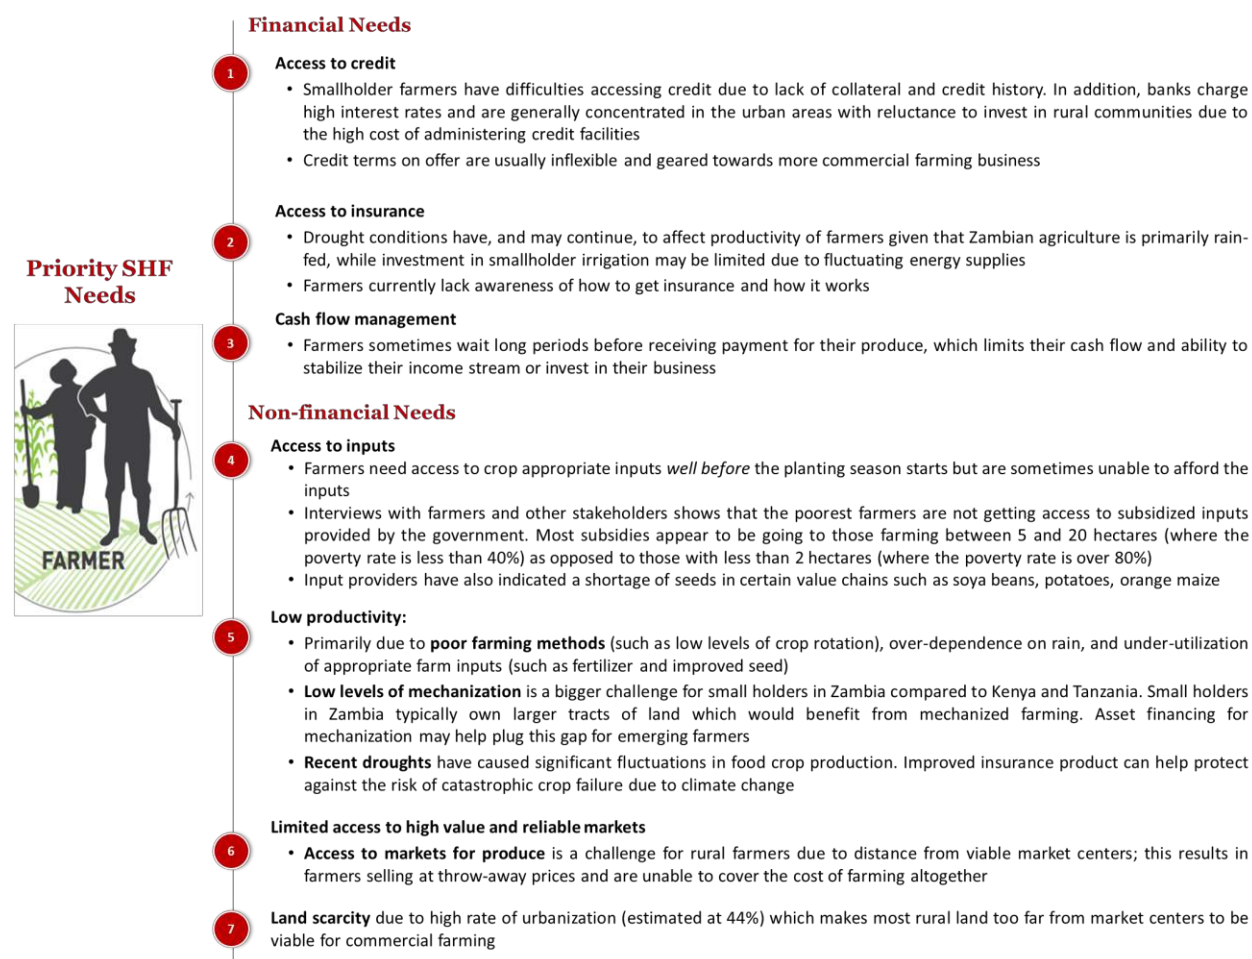 Priority SHF
Needs
FARMER
Financial Needs
1
Access to credit
• Smallholder farmers have difficulties accessing credit due to lack of collateral and credit history. In addition, banks charge
high interest rates and are generally concentrated in the urban areas with reluctance to invest in rural communities due to
the high cost of administering credit facilities
• Credit terms on offer are usually inflexible and geared towards more commercial farming business
2
Access to insurance
• Drought conditions have, and may continue, to affect productivity of farmers given that Zambian agriculture is primarily rain-
fed, while investment in smallholder irrigation may be limited due to fluctuating energy supplies
• Farmers currently lack awareness of how to get insurance and how it works
3
Cash flow management
• Farmers sometimes wait long periods before receiving payment for their produce, which limits their cash flow and ability to
stabilize their income stream or invest in their business
Non-financial Needs
4
Access to inputs
• Farmers need access to crop appropriate inputs well before the planting season starts but are sometimes unable to afford the
inputs
• Interviews with farmers and other stakeholders shows that the poorest farmers are not getting access to subsidized inputs
provided by the government. Most subsidies appear to be going to those farming between 5 and 20 hectares (where the
poverty rate is less than 40%) as opposed to those with less than 2 hectares (where the poverty rate is over 80%)
• Input providers have also indicated a shortage of seeds in certain value chains such as soya beans, potatoes, orange maize
5
Low productivity:
• Primarily due to poor farming methods (such as low levels of crop rotation), over-dependence on rain, and under-utilization
of appropriate farm inputs (such as fertilizer and improved seed)
• Low levels of mechanization is a bigger challenge for small holders in Zambia compared to Kenya and Tanzania. Small holders
in Zambia typically own larger tracts of land which would benefit from mechanized farming. Asset financing for
mechanization may help plug this gap for emerging farmers
• Recent droughts have caused significant fluctuations in food crop production. Improved insurance product can help protect
against the risk of catastrophic crop failure due to climate change
6
Limited access to high value and reliable markets
• Access to markets for produce is a challenge for rural farmers due to distance from viable market centers; this results in
farmers selling at throw-away prices and are unable to cover the cost of farming altogether
7
Land scarcity due to high rate of urbanization (estimated at 44%) which makes most rural land too far from market centers to be
viable for commercial farming